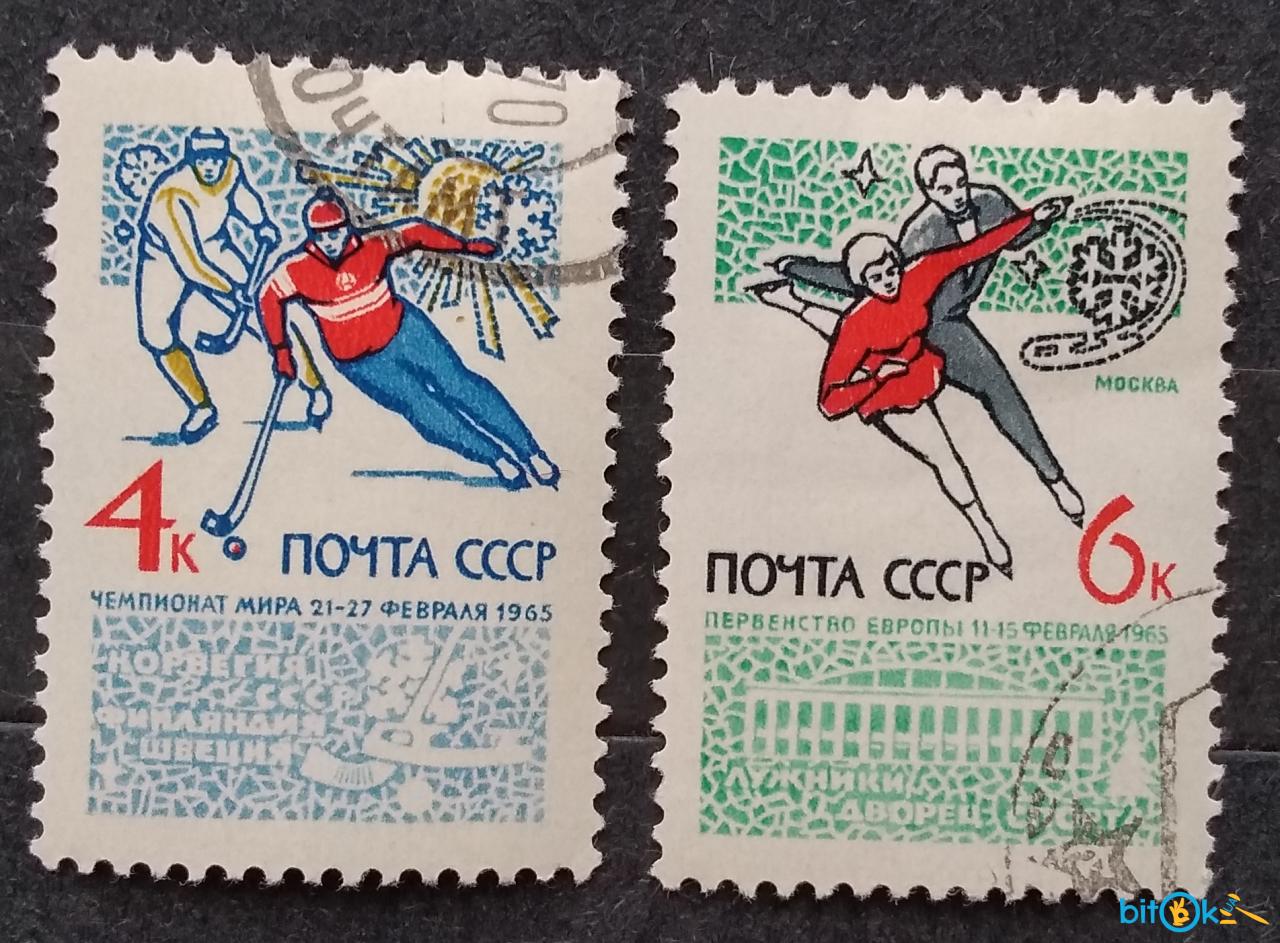 4к
ПОЧТА СССР
ЧЕМПИОНАТ МИРА 21-27 ФЕВРАЛЯ 1965
НОРВЕГИЯ
СССР
ФИНЛЯНДИЯ
ШВЕЦИЯ
МОСКВА
ПОЧТА СССР
6к
ПЕРВЕНСТВО ЕВРОПЫ 11-15 ФЕВРАЛЯ 1965
ЛУЖНИКИ
ДВОРЕЦ
bitOk